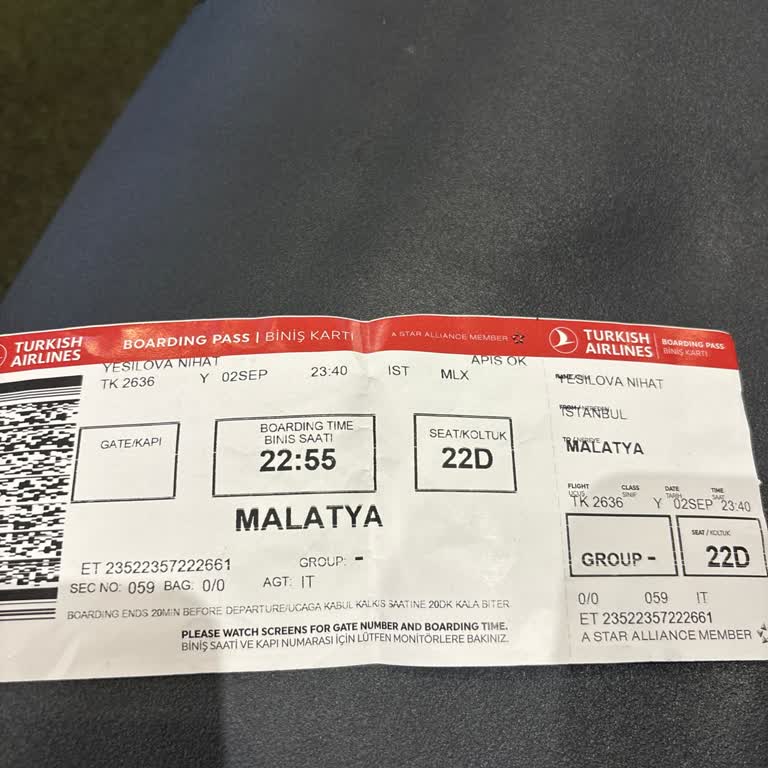 TURKISH AIRLINES
BOARDING PASS | BİNİŞ KARTI
A STAR ALLIANCE MEMBER
YESILOVA NIHAT
APIS OK
TK 2636 Y 02SEP 23:40 IST MLX
GATE/KAPI
BOARDING TIME
BINIS SAATI
22:55
SEAT/KOLTUK
22D
MALATYA
ET 23522357222661
GROUP: -
SEC NO: 059 BAG: 0/0 AGT: IT
BOARDING ENDS 20MIN BEFORE DEPARTURE/UCAGA KABUL KALKIS SAATINE 20DK KALA BITER
PLEASE WATCH SCREENS FOR GATE NUMBER AND BOARDING TIME.
BİNİŞ SAATİ VE KAPI NUMARASI İÇİN LÜTFEN MONİTÖRLERE BAKINIZ.
TURKISH AIRLINES
BOARDING PASS
BİNİŞ KARTI
YESILOVA NIHAT
ISTANBUL
MALATYA
FLIGHT CLASS DATE TIME
UÇUŞ SINIF TARİH SAAT
TK 2636 Y 02SEP 23:40
GROUP -
SEAT / KOLTUK
22D
0/0 059 IT
ET 23522357222661
A STAR ALLIANCE MEMBER